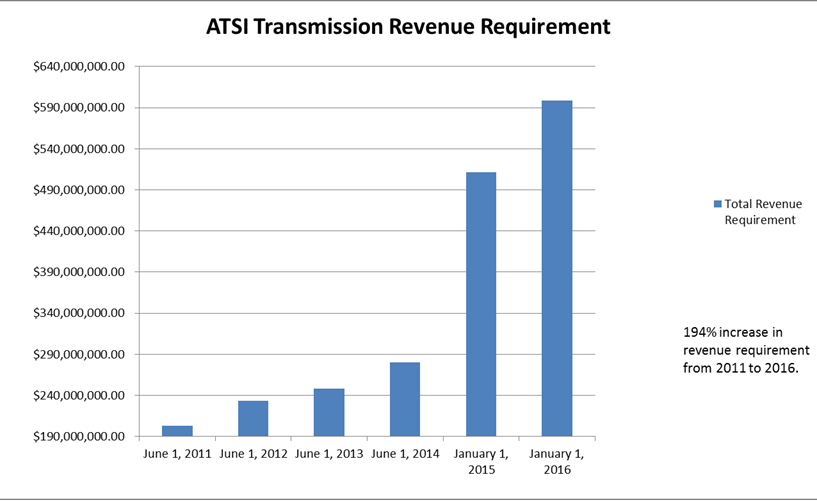 ATSI Transmission Revenue Requirement
$640,000,000.00
$590,000,000.00
$540,000,000.00
$490,000,000.00
$440,000,000.00
$390,000,000.00
$340,000,000.00
$290,000,000.00
$240,000,000.00
$190,000,000.00
June 1, 2011 June 1, 2012 June 1, 2013 June 1, 2014 January 1, January 1,
2015 2016
Total Revenue
Requirement
194% increase in
revenue requirement
from 2011 to 2016.